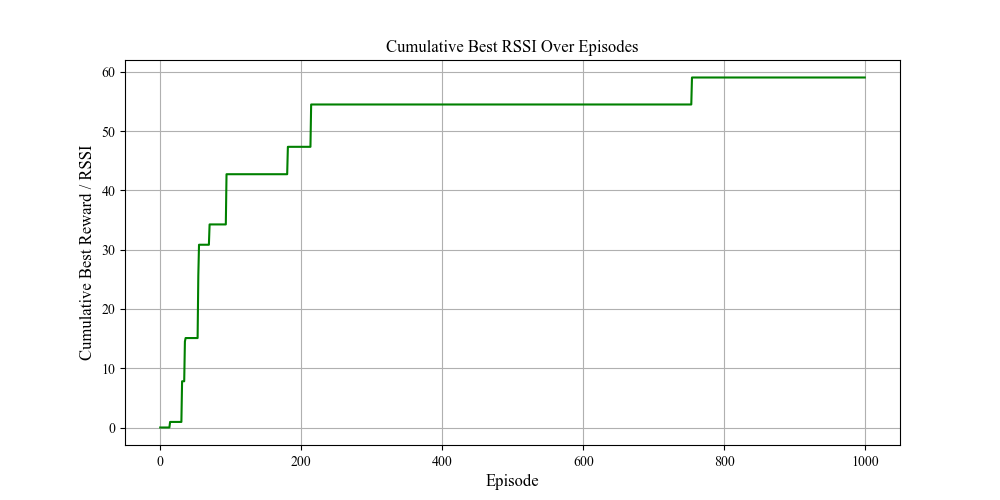 Cumulative Best RSSI Over Episodes
Cumulative Best Reward / RSSI
60
50
40
30
20
10
0
0 200 400 600 800 1000
Episode